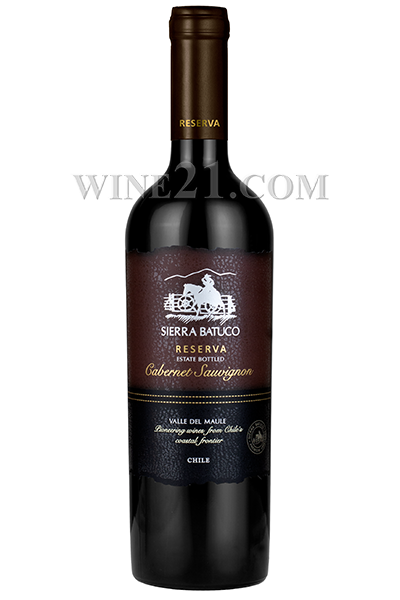 RESERVA
WINE21.COM
SIERRA BATUCO
RESERVA
ESTATE BOTTLED
Cabernet Sauvignon
VALLE DEL MAULE
Pioneering wines from Chile's
coastal frontier
CHILE